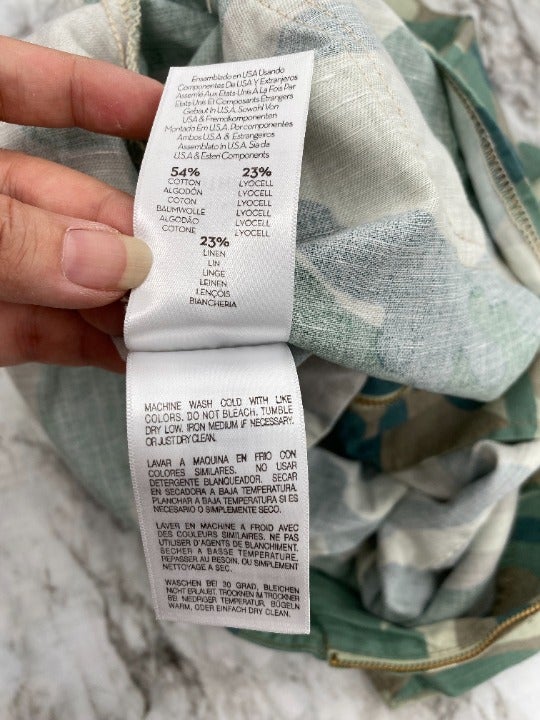 Ensamblado en USA Usando
Componentes De USA Y Extranjeros
Assemblé Aux Etats-Unis A La Fois Par
Etats-Unis Et Composants Étrangers
Gebaut In U.S.A. Sowohl Von
USA & Fremdkomponenten
Montado Em U.S.A. Por componentes
Ambos U.S.A & Estrangeiros
Assemblato In U.S.A. Sia da
U.S.A & Esteri Components
54% 23%
COTTON LYOCELL
ALGODÓN LYOCELL
COTON LYOCELL
BAUMWOLLE LYOCELL
ALGODÃO LYOCELL
COTONE LYOCELL
23%
LINEN
LIN
LINGE
LEINEN
LENÇÓIS
BIANCHERIA
MACHINE WASH COLD WITH LIKE
COLORS. DO NOT BLEACH, TUMBLE
DRY LOW. IRON MEDIUM IF NECESSARY.
OR JUST DRY CLEAN.
LAVAR A MAQUINA EN FRIO CON
COLORES SIMILARES. NO USAR
DETERGENTE BLANQUEADOR. SECAR
EN SECADORA A BAJA TEMPERATURA.
PLANCHAR A BAJA TEMPERATURA SI ES
NECESARIO O SIMPLEMENTE SECO.
LAVER EN MACHINE A FROID AVEC
DES COULEURS SIMILAIRES. NE PAS
UTILISER D'AGENTS DE BLANCHIMENT.
SECHER A BASSE TEMPERATURE.
REPASSER AU BESOIN. OU SIMPLEMENT
NETTOYAGE A SEC.
WASCHEN BEI 30 GRAD, BLEICHEN
NICHT ERLAUBT. TROCKNEN IM TROCKNER
BEI NIEDRIGER TEMPERATUR, BÜGELN
WARM, ODER EINFACH DRY CLEAN.